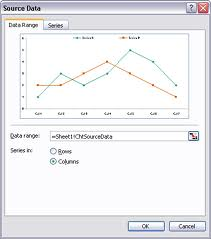 Source Data
Data Range
Series
Data range:
=Sheet1!ChtSourceData
Series in:
Rows
Columns
OK
Cancel